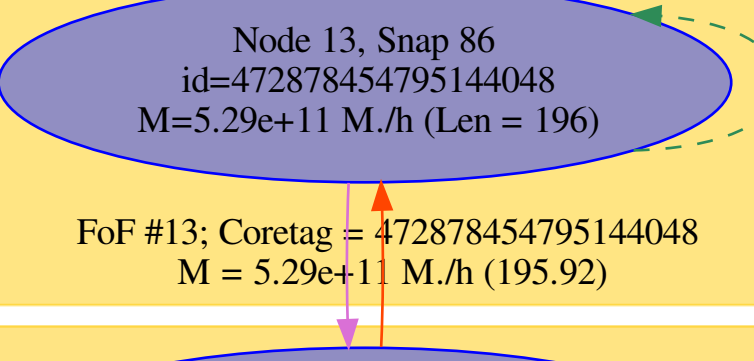 Node 13, Snap 86
id=472878454795144048
M=5.29e+11 M./h (Len = 196)
FoF #13; Coretag = 472878454795144048
M = 5.29e+11 M./h (195.92)